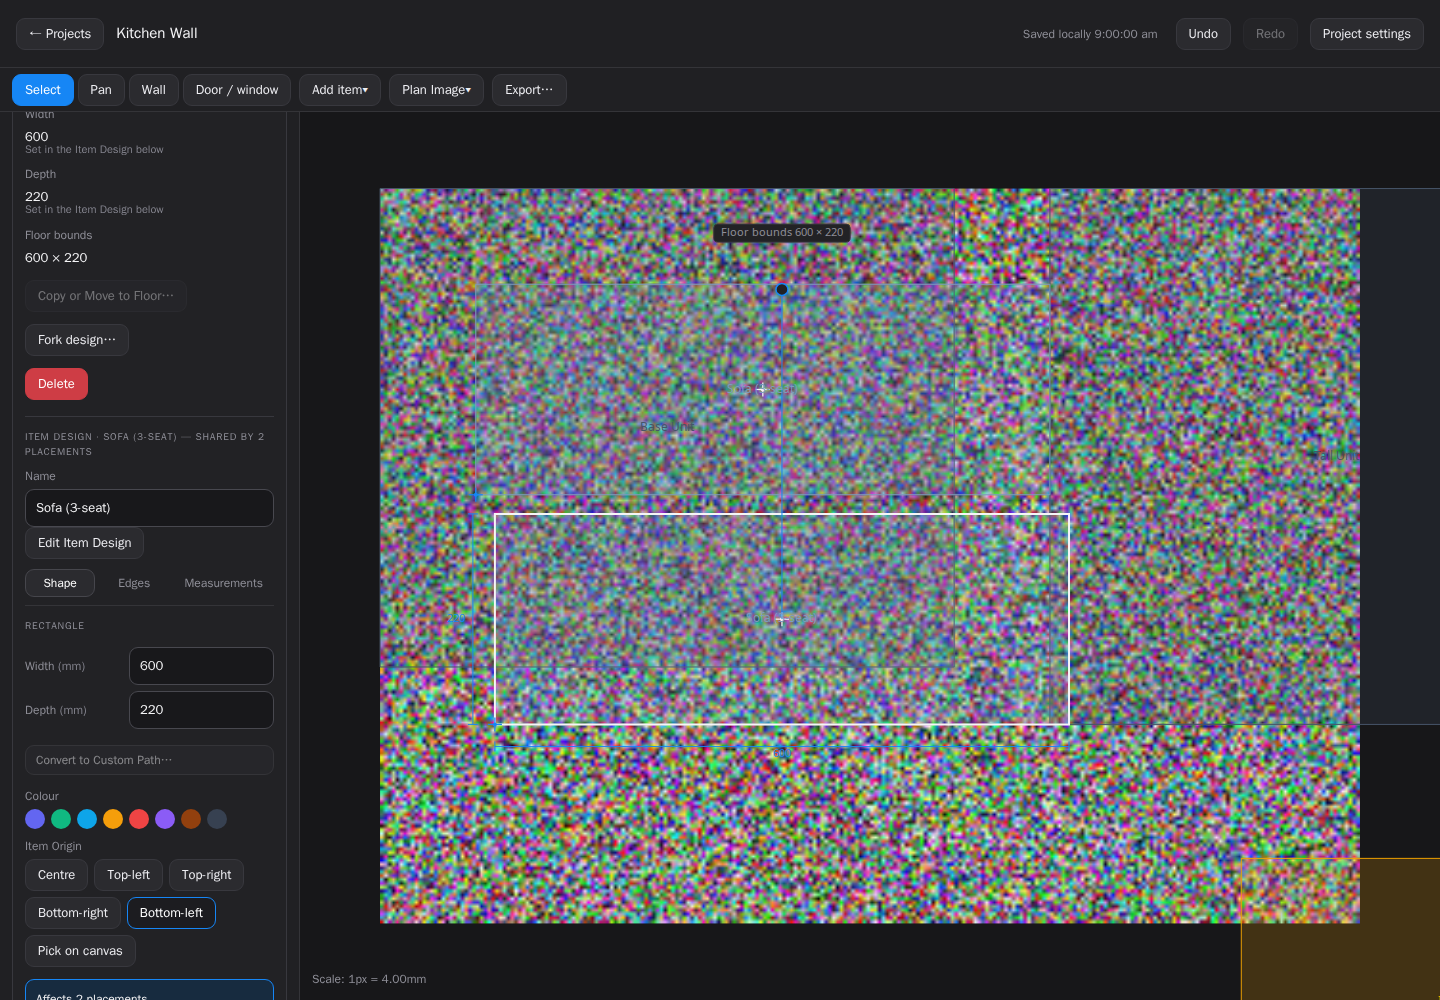 ← Projects
Kitchen Wall
Saved locally 9:00:00 am
Undo
Redo
Project settings
Select
Pan
Wall
Door / window
Add item▾
Plan Image▾
Export···
Width
600
Set in the Item Design below
Depth
220
Set in the Item Design below
Floor bounds
600 × 220
Copy or Move to Floor···
Fork design···
Delete
ITEM DESIGN · SOFA (3-SEAT) — SHARED BY 2
PLACEMENTS
Name
Sofa (3-seat)
Edit Item Design
Shape
Edges
Measurements
RECTANGLE
Width (mm)
600
Depth (mm)
220
Convert to Custom Path···
Colour
Item Origin
Centre
Top-left
Top-right
Bottom-right
Bottom-left
Pick on canvas
Affects 2 placements
Floor bounds 600 × 220
Base Unit
Scale: 1px = 4.00mm